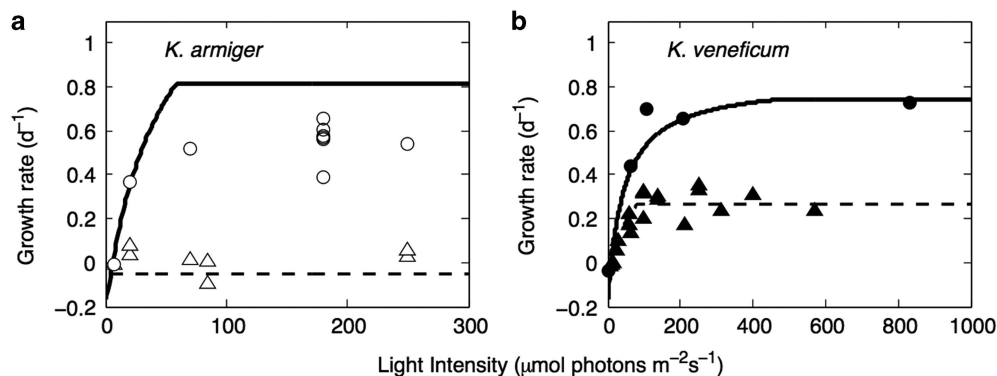 a
K. armiger
Growth rate (d⁻¹)
1
0.8
0.6
0.4
0.2
0
−0.2
0 100 200 300
b
K. veneficum
Growth rate (d⁻¹)
1
0.8
0.6
0.4
0.2
0
−0.2
0 200 400 600 800 1000
Light Intensity (μmol photons m⁻²s⁻¹)